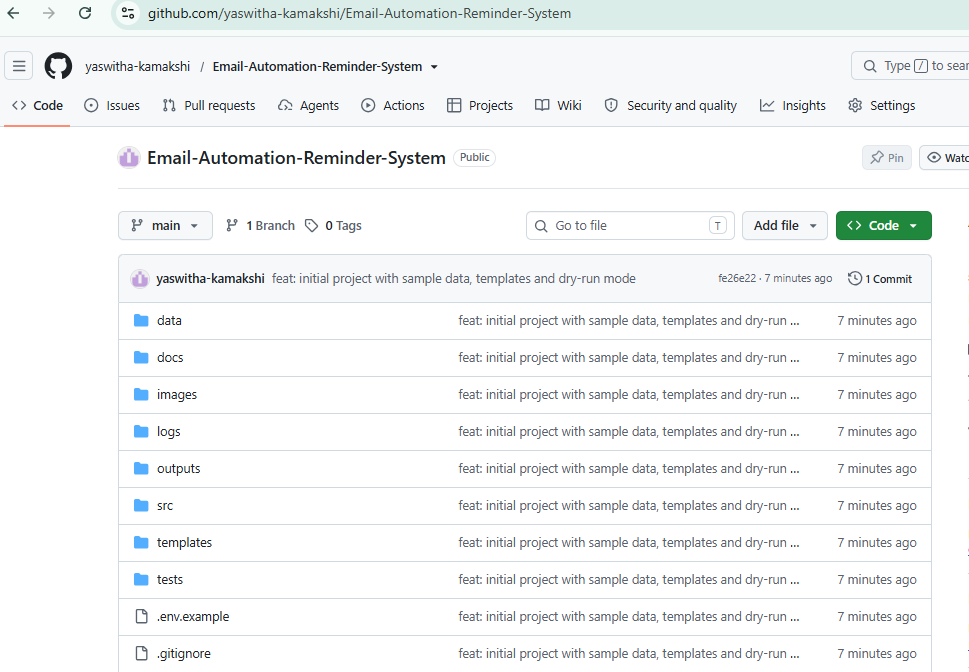 github.com/yaswitha-kamakshi/Email-Automation-Reminder-System
yaswitha-kamakshi / Email-Automation-Reminder-System
Type / to sear
Code Issues Pull requests Agents Actions Projects Wiki Security and quality Insights Settings
Email-Automation-Reminder-System Public
Pin Watc
main 1 Branch 0 Tags Go to file T Add file Code
yaswitha-kamakshi feat: initial project with sample data, templates and dry-run mode fe26e22 · 7 minutes ago 1 Commit
data feat: initial project with sample data, templates and dry-run ... 7 minutes ago
docs feat: initial project with sample data, templates and dry-run ... 7 minutes ago
images feat: initial project with sample data, templates and dry-run ... 7 minutes ago
logs feat: initial project with sample data, templates and dry-run ... 7 minutes ago
outputs feat: initial project with sample data, templates and dry-run ... 7 minutes ago
src feat: initial project with sample data, templates and dry-run ... 7 minutes ago
templates feat: initial project with sample data, templates and dry-run ... 7 minutes ago
tests feat: initial project with sample data, templates and dry-run ... 7 minutes ago
.env.example feat: initial project with sample data, templates and dry-run ... 7 minutes ago
.gitignore feat: initial project with sample data, templates and dry-run ... 7 minutes ago